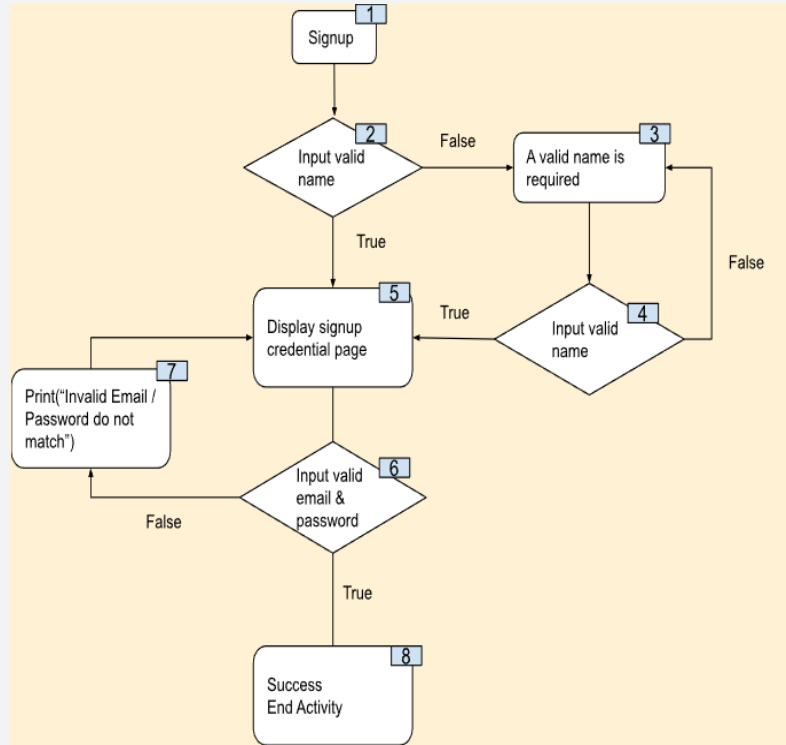 1
Signup
2
Input valid
name
False
3
A valid name is
required
True
False
5
Display signup
credential page
True
4
Input valid
name
7
Print(“Invalid Email /
Password do not
match”)
6
Input valid
email &
password
False
True
8
Success
End Activity